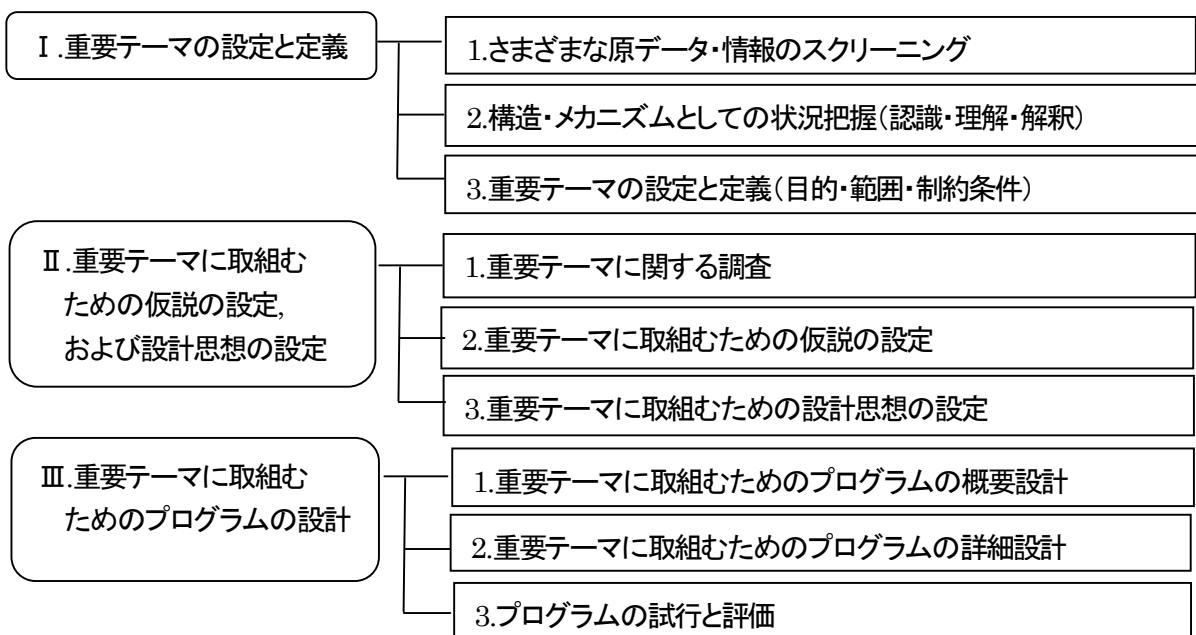 Ⅰ.重要テーマの設定と定義
1.さまざまな原データ・情報のスクリーニング
2.構造・メカニズムとしての状況把握(認識・理解・解釈)
3.重要テーマの設定と定義(目的・範囲・制約条件)
Ⅱ.重要テーマに取組む
ための仮説の設定,
および設計思想の設定
1.重要テーマに関する調査
2.重要テーマに取組むための仮説の設定
3.重要テーマに取組むための設計思想の設定
Ⅲ.重要テーマに取組む
ためのプログラムの設計
1.重要テーマに取組むためのプログラムの概要設計
2.重要テーマに取組むためのプログラムの詳細設計
3.プログラムの試行と評価